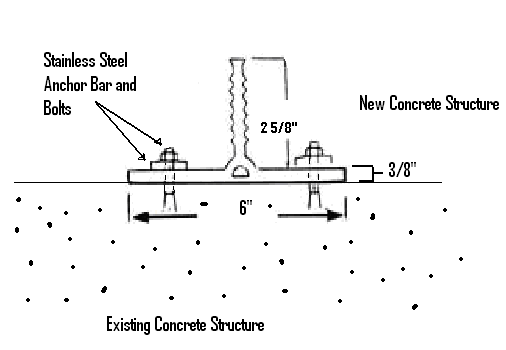 Stainless Steel
Anchor Bar and
Bolts
New Concrete Structure
2 5/8"
3/8"
6"
Existing Concrete Structure